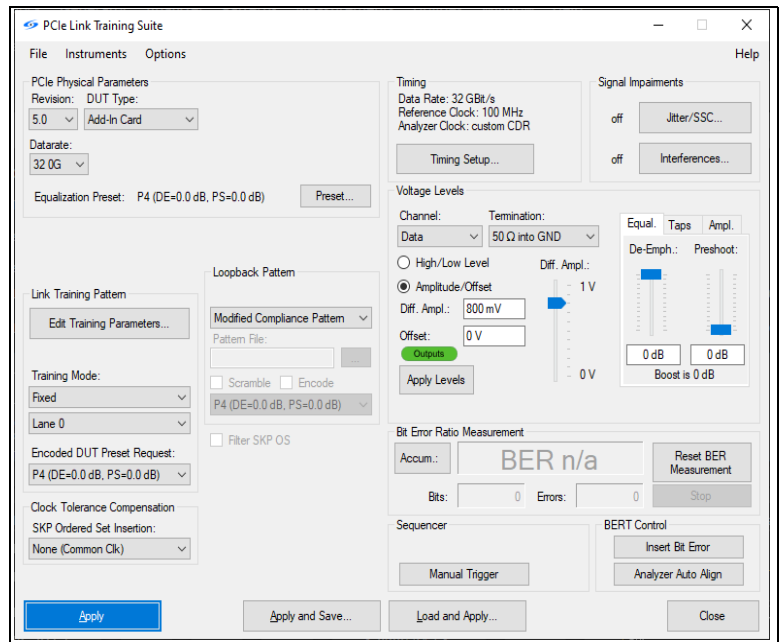 PCIe Link Training Suite
File Instruments Options Help
PCIe Physical Parameters
Revision: DUT Type:
5.0 Add-In Card
Datarate:
32 0G
Equalization Preset: P4 (DE=0.0 dB, PS=0.0 dB) Preset...
Timing
Data Rate: 32 GBit/s
Reference Clock: 100 MHz
Analyzer Clock: custom CDR
Timing Setup...
Signal Impairments
off Jitter/SSC...
off Interferences...
Link Training Pattern
Edit Training Parameters...
Training Mode:
Fixed
Lane 0
Encoded DUT Preset Request:
P4 (DE=0.0 dB, PS=0.0 dB)
Clock Tolerance Compensation
SKP Ordered Set Insertion:
None (Common Clk)
Loopback Pattern
Modified Compliance Pattern
Pattern File:
...
Scramble Encode
P4 (DE=0.0 dB, PS=0.0 dB)
Filter SKP OS
Voltage Levels
Channel: Termination:
Data 50 Ω into GND
High/Low Level
Amplitude/Offset
Diff. Ampl.: 800 mV
Offset: 0 V
Outputs
Apply Levels
Diff. Ampl.:
1 V
0 V
Equal. Taps Ampl.
De-Emph.: Preshoot:
0 dB 0 dB
Boost is 0 dB
Bit Error Ratio Measurement
Accum.: BER n/a Reset BER
Measurement
Bits: 0 Errors: 0 Stop
Sequencer
Manual Trigger
BERT Control
Insert Bit Error
Analyzer Auto Align
Apply Apply and Save... Load and Apply... Close